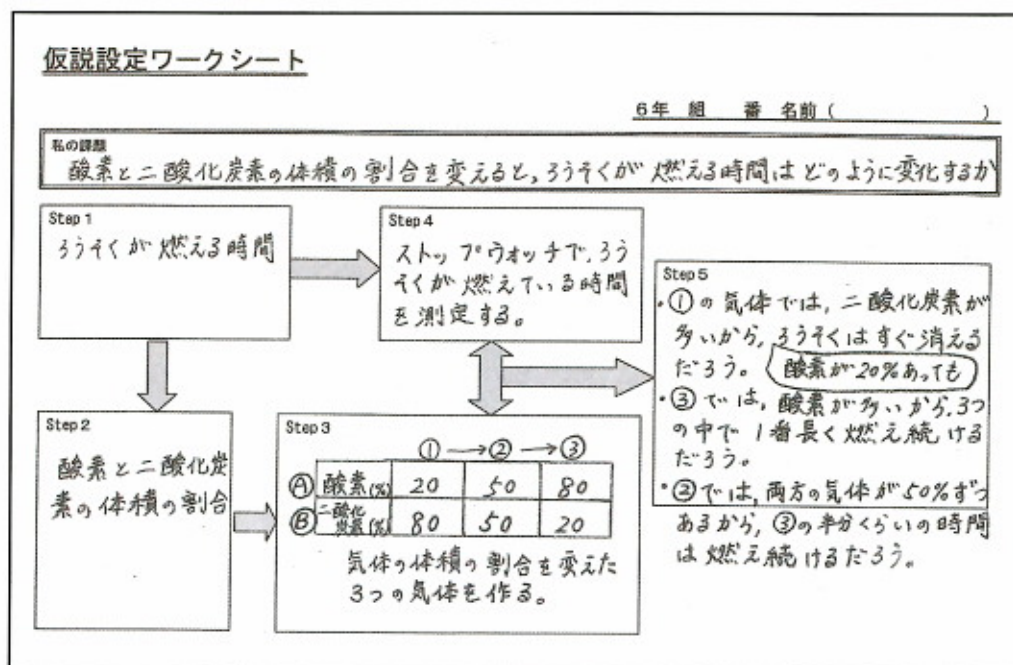 仮説設定ワークシート
6年 組 番 名前 ( )
私の課題
酸素と二酸化炭素の体積の割合を変えると,ろうそくが燃える時間はどのように変化するか
Step 1
ろうそくが燃える時間
Step 4
ストップウォッチで,ろう
そくが燃えている時間
を測定する。
Step 2
酸素と二酸化炭
素の体積の割合
Step 3
①→②→③
Ⓐ 酸素(%) 20 50 80
Ⓑ 二酸化
炭素(%) 80 50 20
気体の体積の割合を変えた
3つの気体を作る。
Step 5
・①の気体では,二酸化炭素が
多いから,ろうそくはすぐ消える
だろう。 酸素が20%あっても
・③では,酸素が多いから,3つ
の中で1番長く燃え続ける
だろう。
・②では,両方の気体が50%ずつ
あるから,③の半分くらいの時間
は燃え続けるだろう。